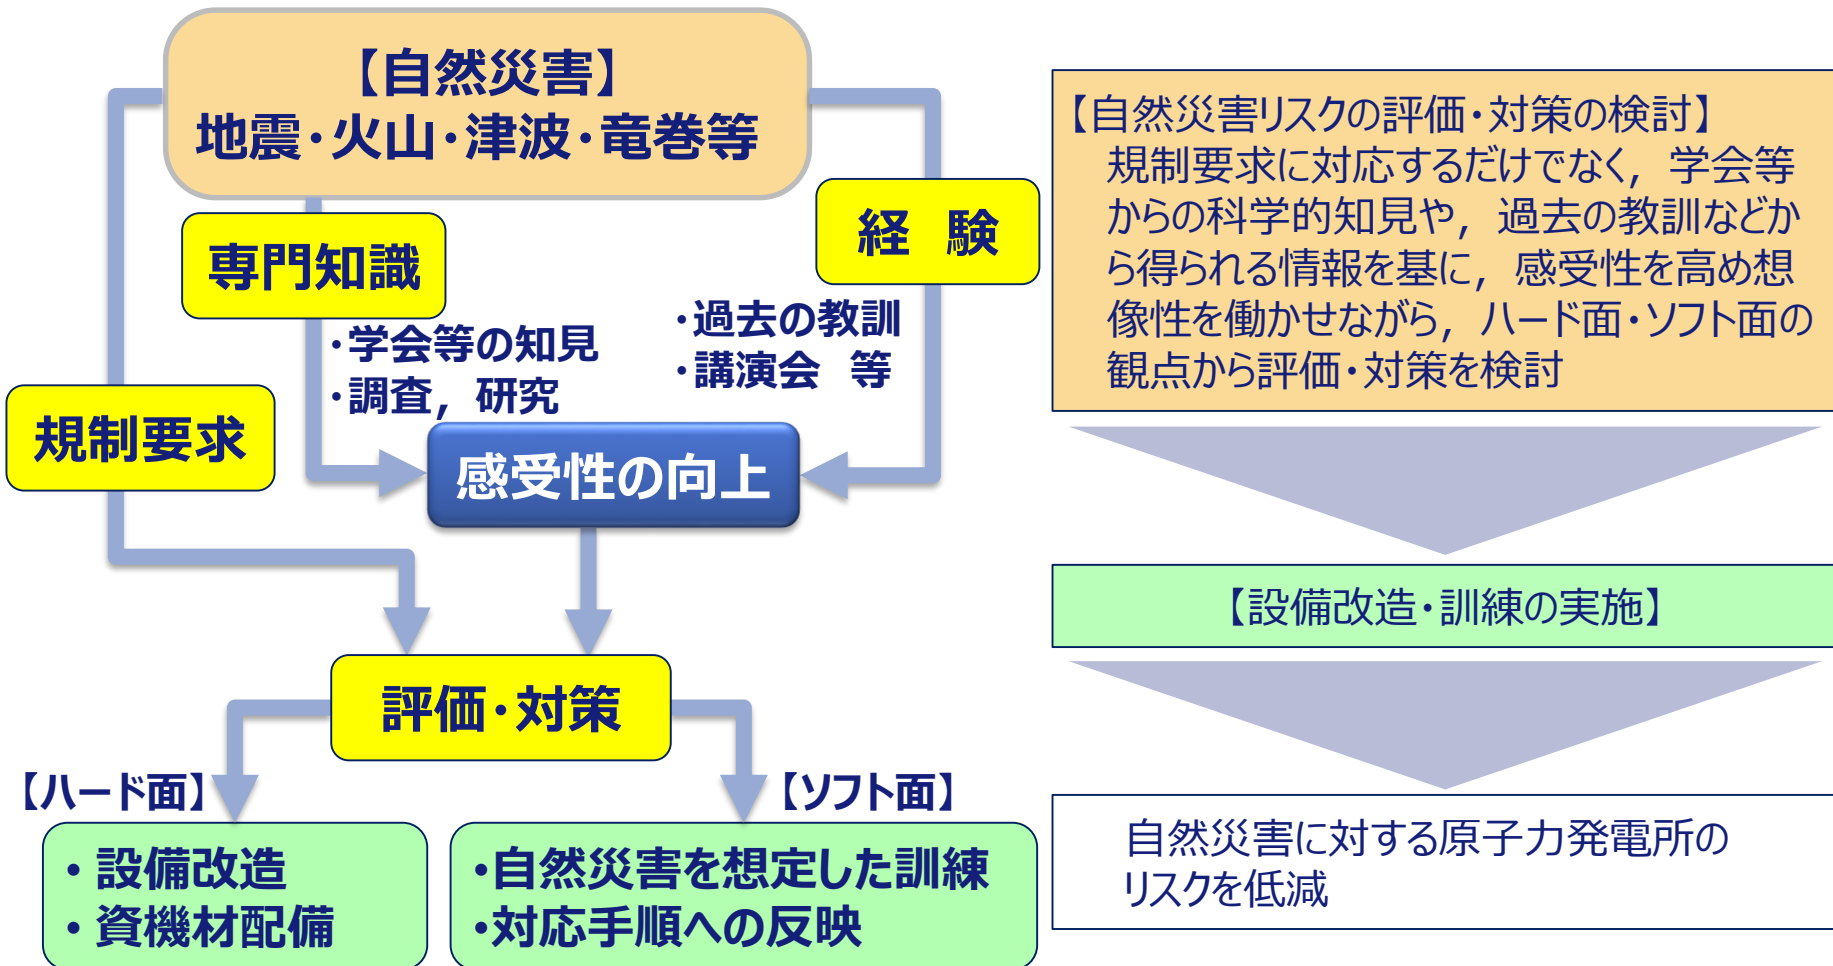 【自然災害】
地震・火山・津波・竜巻等
専門知識
経　験
・学会等の知見
・調査，研究
・過去の教訓
・講演会　等
規制要求
感受性の向上
評価・対策
【ハード面】
【ソフト面】
・設備改造
・資機材配備
・自然災害を想定した訓練
・対応手順への反映
【自然災害リスクの評価・対策の検討】
規制要求に対応するだけでなく，学会等
からの科学的知見や，過去の教訓などか
ら得られる情報を基に，感受性を高め想
像性を働かせながら，ハード面・ソフト面の
観点から評価・対策を検討
【設備改造・訓練の実施】
自然災害に対する原子力発電所の
リスクを低減